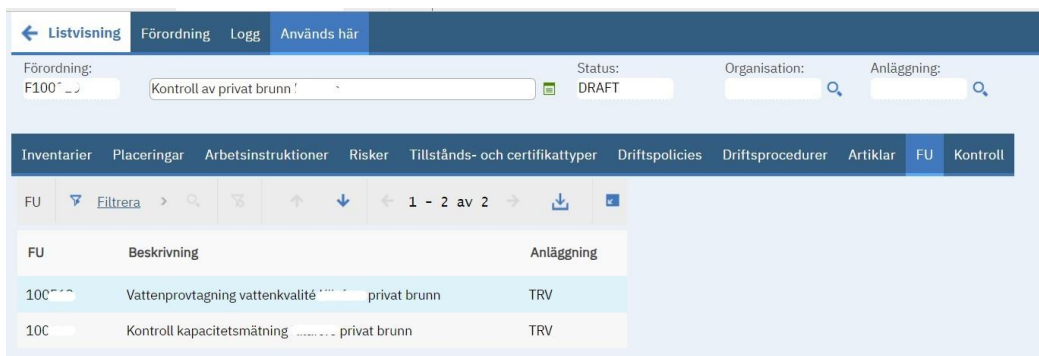 Listvisning Förordning Logg Används här
Förordning: Status: Organisation: Anläggning:
Kontroll av privat brunn DRAFT
Inventarier Placeringar Arbetsinstruktioner Risker Tillstånds- och certifikattyper Driftspolicies Driftsprocedurer Artiklar FU Kontroll
FU Filtrera 1 - 2 av 2
FU Beskrivning Anläggning
Vattenprovtagning vattenkvalité privat brunn TRV
Kontroll kapacitetsmätning privat brunn TRV